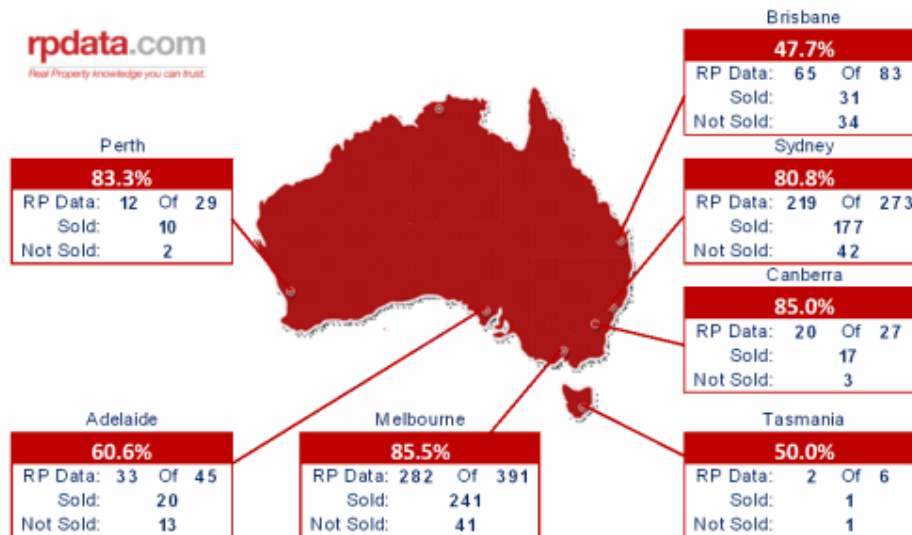 rpdata.com
Real Property knowledge you can trust.
Brisbane
47.7%
RP Data: 65 Of 83
Sold: 31
Not Sold: 34
Perth
83.3%
RP Data: 12 Of 29
Sold: 10
Not Sold: 2
Sydney
80.8%
RP Data: 219 Of 273
Sold: 177
Not Sold: 42
Canberra
85.0%
RP Data: 20 Of 27
Sold: 17
Not Sold: 3
Adelaide
60.6%
RP Data: 33 Of 45
Sold: 20
Not Sold: 13
Melbourne
85.5%
RP Data: 282 Of 391
Sold: 241
Not Sold: 41
Tasmania
50.0%
RP Data: 2 Of 6
Sold: 1
Not Sold: 1